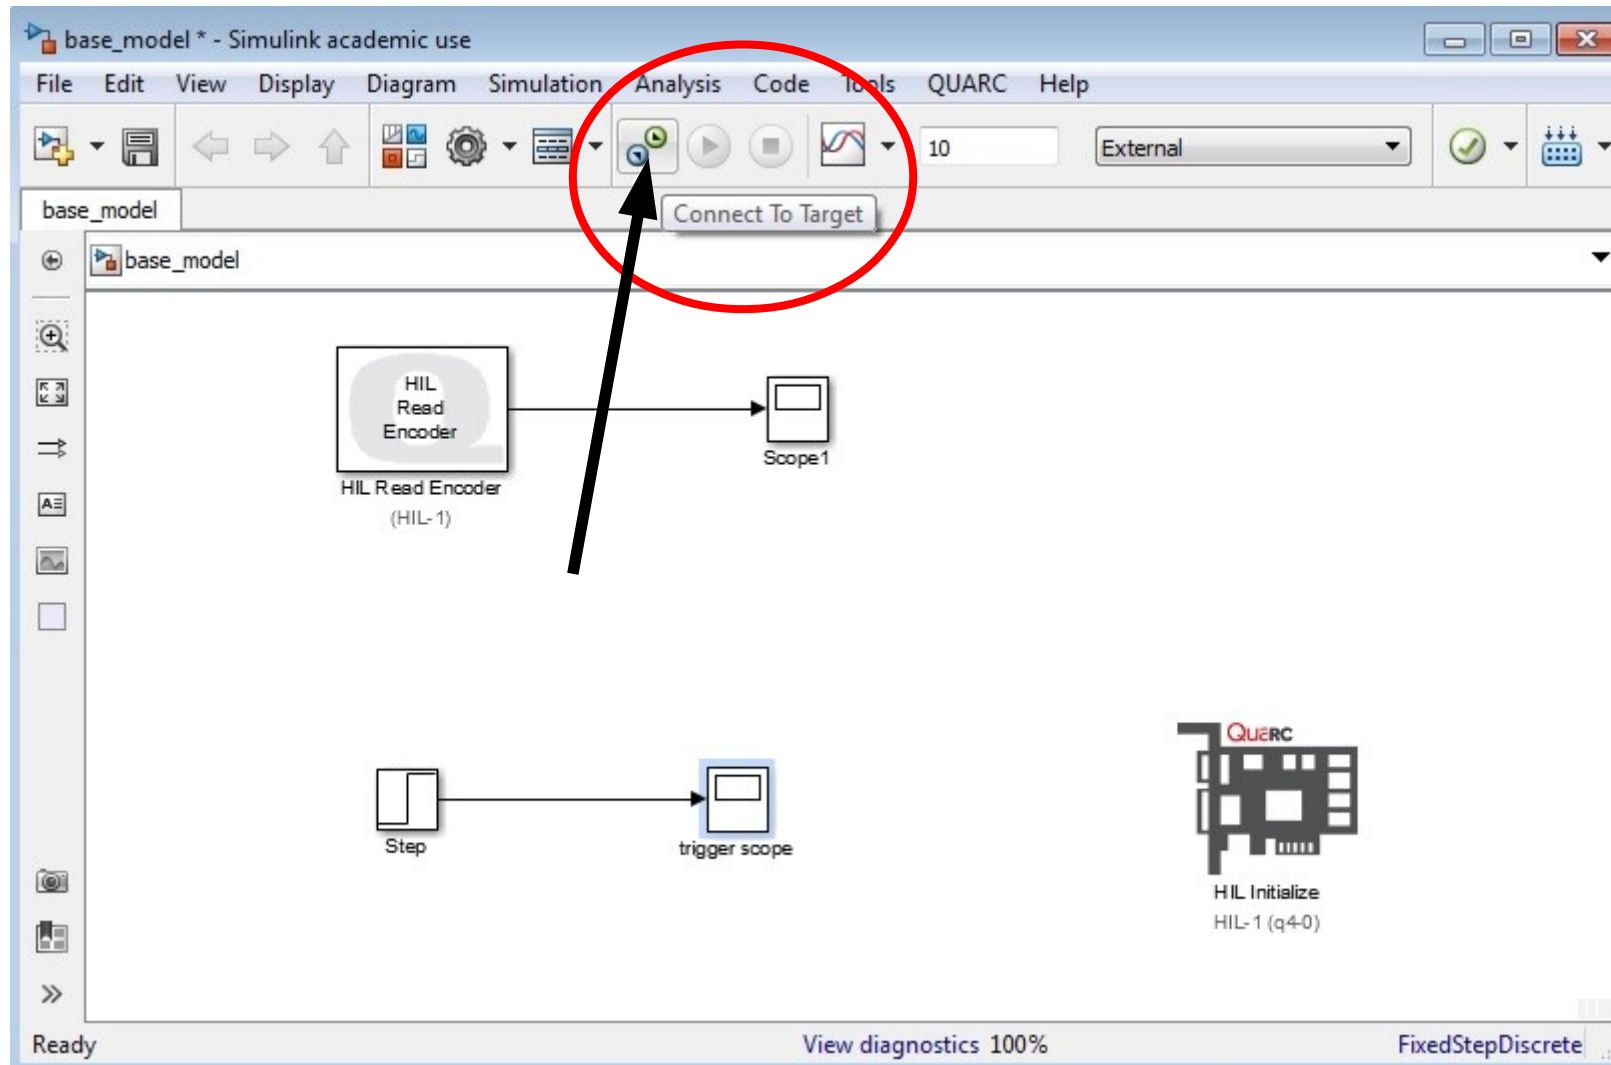 base_model * - Simulink academic use
File Edit View Display Diagram Simulation Analysis Code Tools QUARC Help
10 External
Connect To Target
base_model
base_model
HIL
Read
Encoder
HIL Read Encoder
(HIL-1)
Scope1
Step
trigger scope
QUARC
HIL Initialize
HIL-1 (q4-0)
Ready View diagnostics 100% FixedStepDiscrete